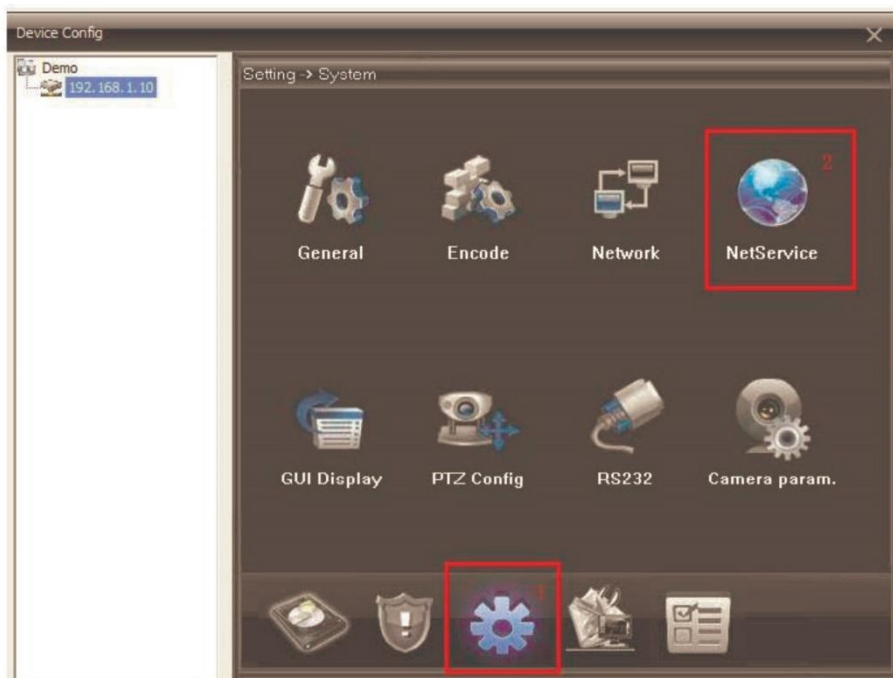 Device Config
Demo
192.168.1.10
Setting -> System
2
General
Encode
Network
NetService
GUI Display
PTZ Config
RS232
Camera param.
1